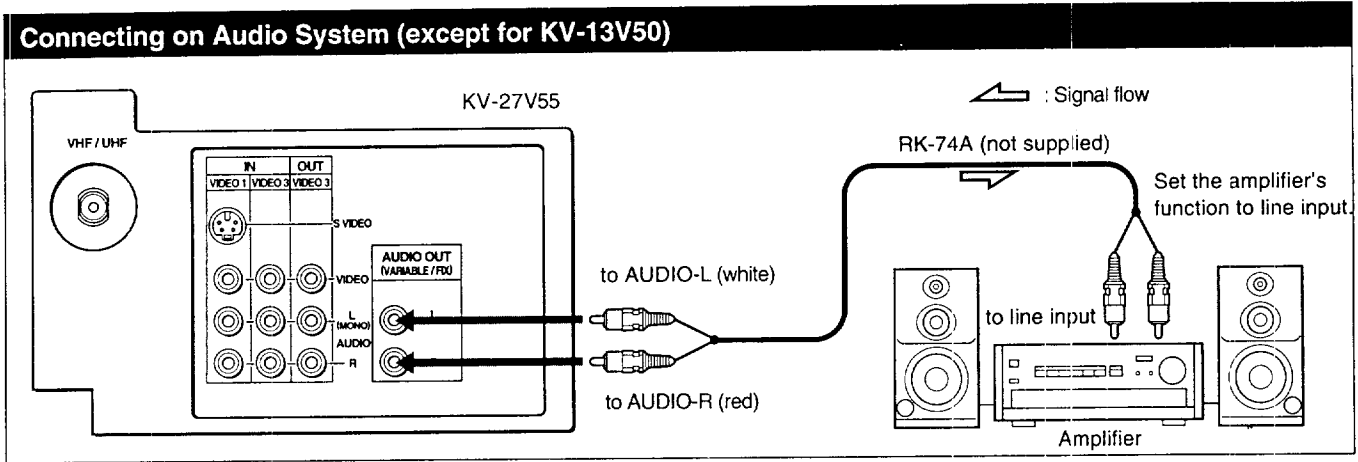 Connecting on Audio System (except for KV-13V50)
KV-27V55
: Signal flow
VHF / UHF
RK-74A (not supplied)
IN OUT
VIDEO 1 VIDEO 3 VIDEO 3
Set the amplifier's
function to line input.
S VIDEO
AUDIO OUT
(VARIABLE / FIX)
VIDEO
to AUDIO-L (white)
L
(MONO)
AUDIO
R
to line input
to AUDIO-R (red)
Amplifier